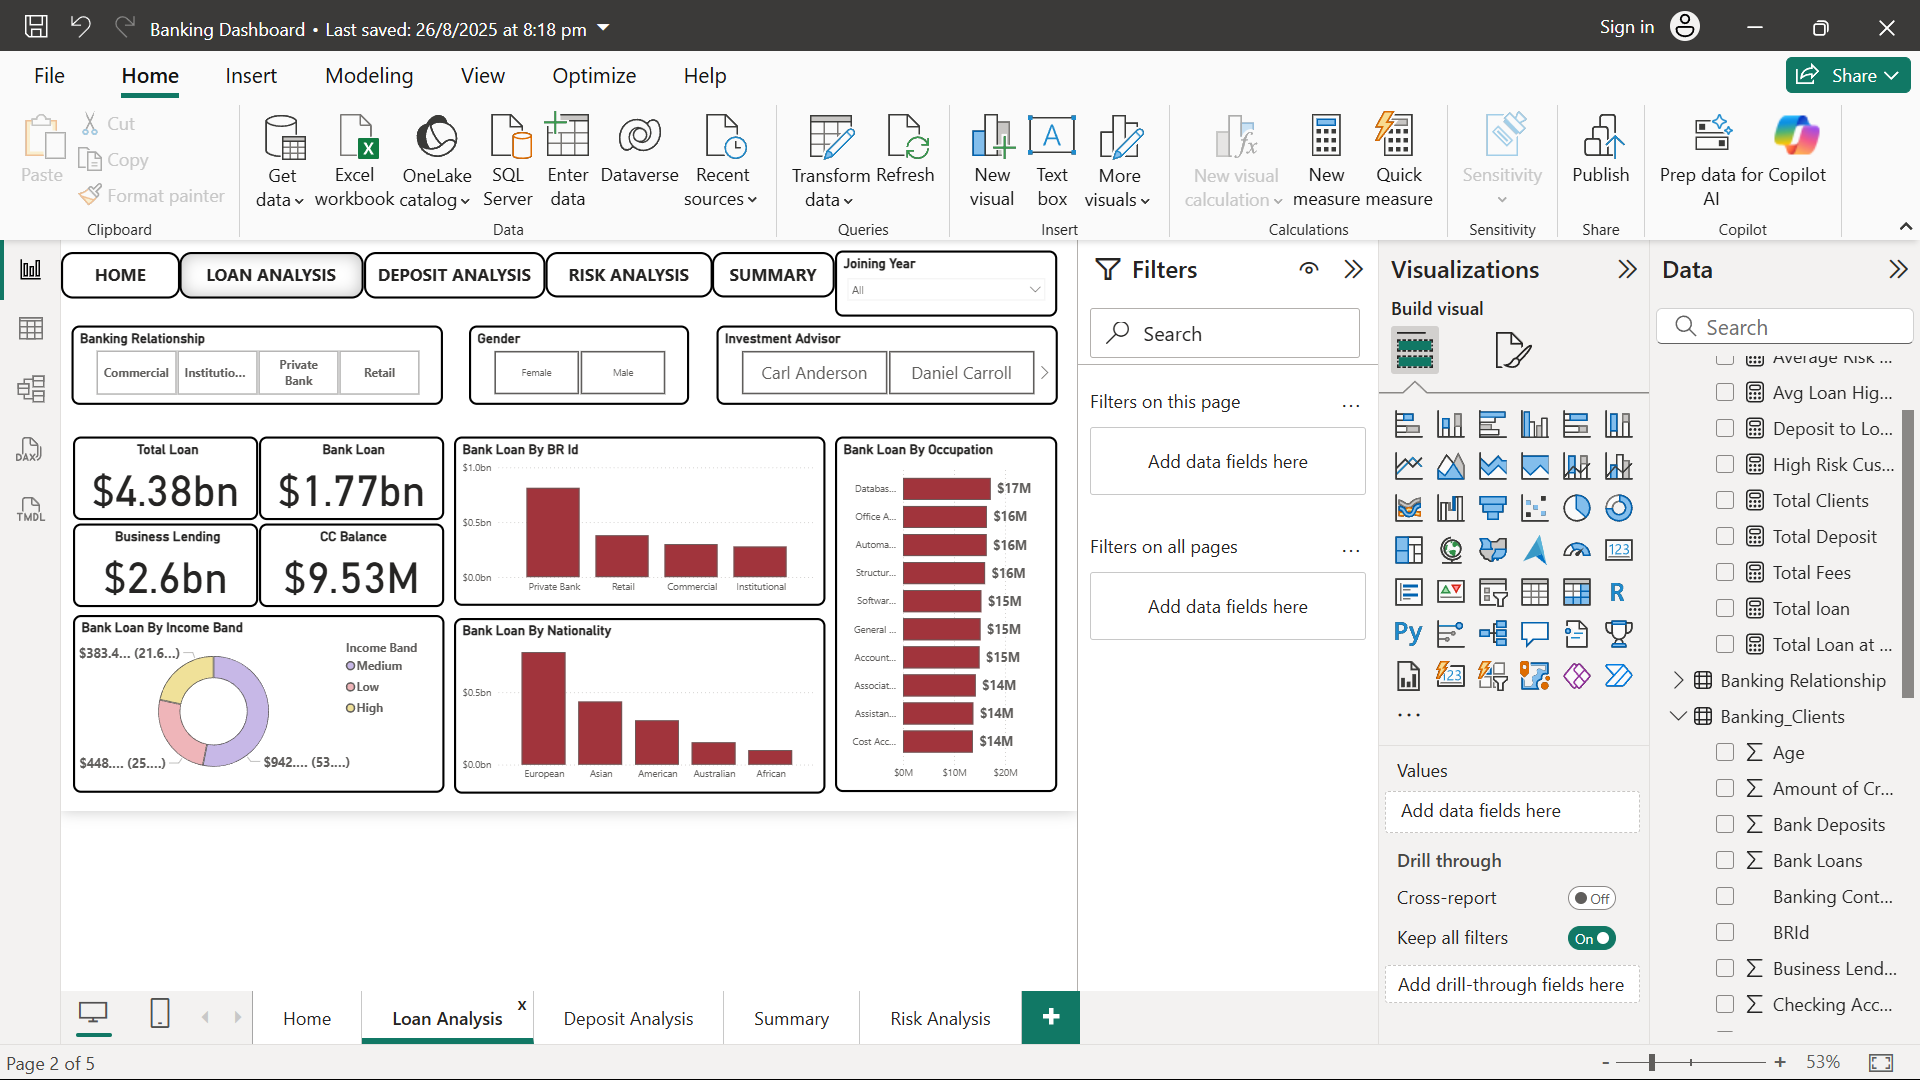 Banking Dashboard • Last saved: 26/8/2025 at 8:18 pm
Sign in
File Home Insert Modeling View Optimize Help
Share
Paste
Cut
Copy
Format painter
Clipboard
Get data
Excel workbook
OneLake catalog
SQL Server
Enter data
Dataverse
Recent sources
Data
Transform data
Refresh
Queries
New visual
Text box
More visuals
Insert
New visual calculation
New measure
Quick measure
Calculations
Sensitivity
Sensitivity
Publish
Share
Prep data for AI
Copilot
Copilot
HOME
LOAN ANALYSIS
DEPOSIT ANALYSIS
RISK ANALYSIS
SUMMARY
Joining Year
All
Banking Relationship
Commercial
Institutio...
Private Bank
Retail
Gender
Female
Male
Investment Advisor
Carl Anderson
Daniel Carroll
Total Loan
$4.38bn
Bank Loan
$1.77bn
Business Lending
$2.6bn
CC Balance
$9.53M
Bank Loan By Income Band
$383.4... (21.6...)
$448.... (25....)
$942.... (53....)
Income Band
Medium
Low
High
Bank Loan By BR Id
$1.0bn
$0.5bn
$0.0bn
Private Bank Retail Commercial Institutional
Bank Loan By Nationality
$0.5bn
$0.0bn
European Asian American Australian African
Bank Loan By Occupation
Databas... $17M
Office A... $16M
Automa... $16M
Structur... $16M
Softwar... $15M
General ... $15M
Account... $15M
Associat... $14M
Assistan... $14M
Cost Acc... $14M
$0M $10M $20M
Filters
Search
Filters on this page ...
Add data fields here
Filters on all pages ...
Add data fields here
Visualizations
Build visual
123
R
Py
123
...
Values
Add data fields here
Drill through
Cross-report Off
Keep all filters On
Add drill-through fields here
Data
Search
Average Risk ...
Avg Loan Hig...
Deposit to Lo...
High Risk Cus...
Total Clients
Total Deposit
Total Fees
Total loan
Total Loan at ...
Banking Relationship
Banking_Clients
Age
Amount of Cr...
Bank Deposits
Bank Loans
Banking Cont...
BRId
Business Lend...
Checking Acc...
DAX
TMDL
Home
Loan Analysis x
Deposit Analysis
Summary
Risk Analysis
+
Page 2 of 5
- + 53%